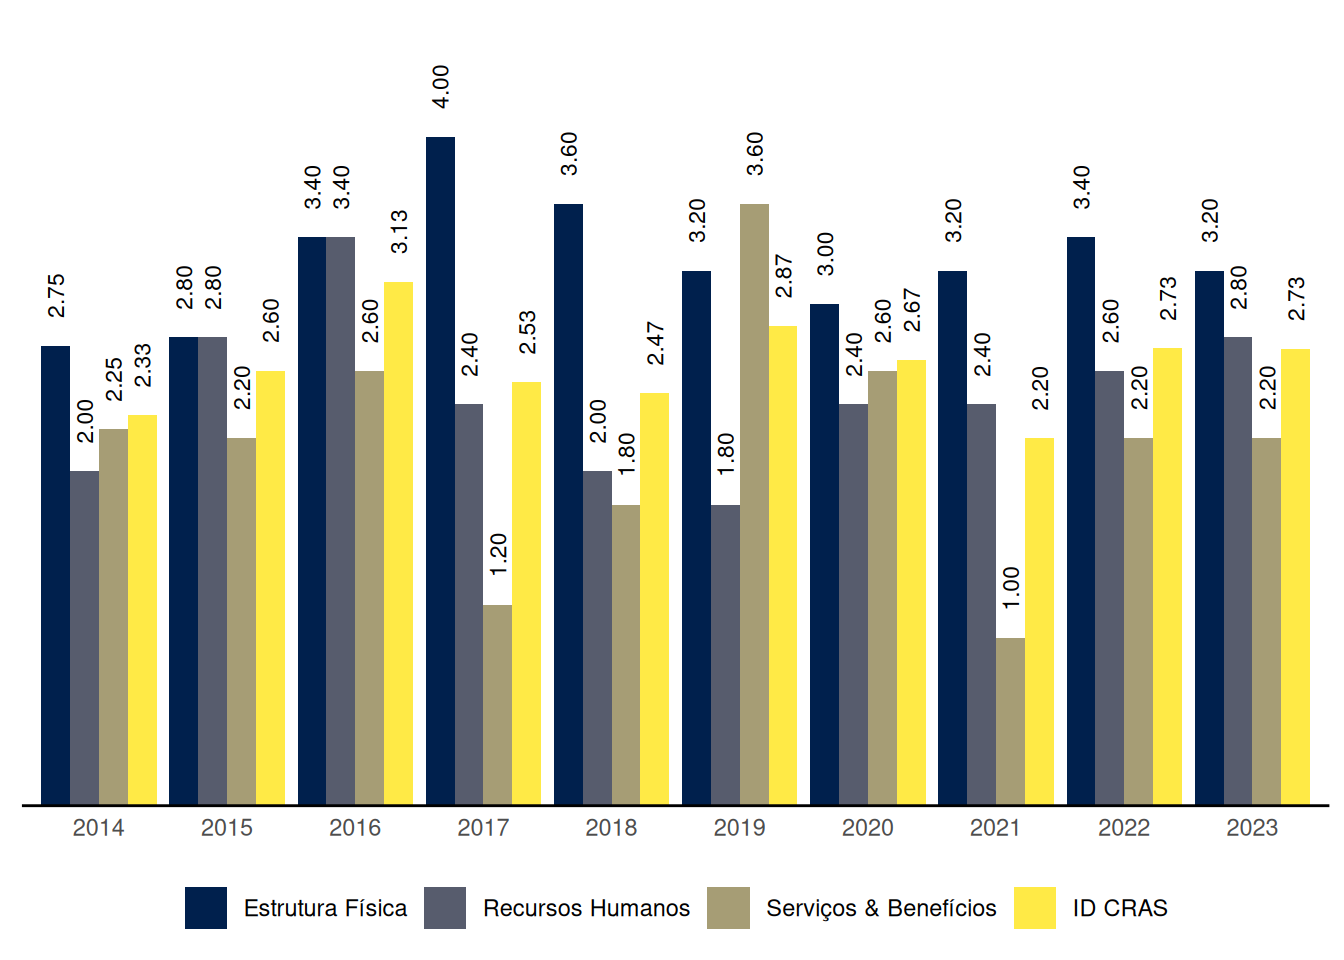 2.75 2.00 2.25 2.33
2.80 2.80 2.20 2.60
3.40 3.40 2.60 3.13
4.00 2.40 1.20 2.53
3.60 2.00 1.80 2.47
3.20 1.80 3.60 2.87
3.00 2.40 2.60 2.67
3.20 2.40 1.00 2.20
3.40 2.60 2.20 2.73
3.20 2.80 2.20 2.73
2014 2015 2016 2017 2018 2019 2020 2021 2022 2023
Estrutura Física Recursos Humanos Serviços & Benefícios ID CRAS